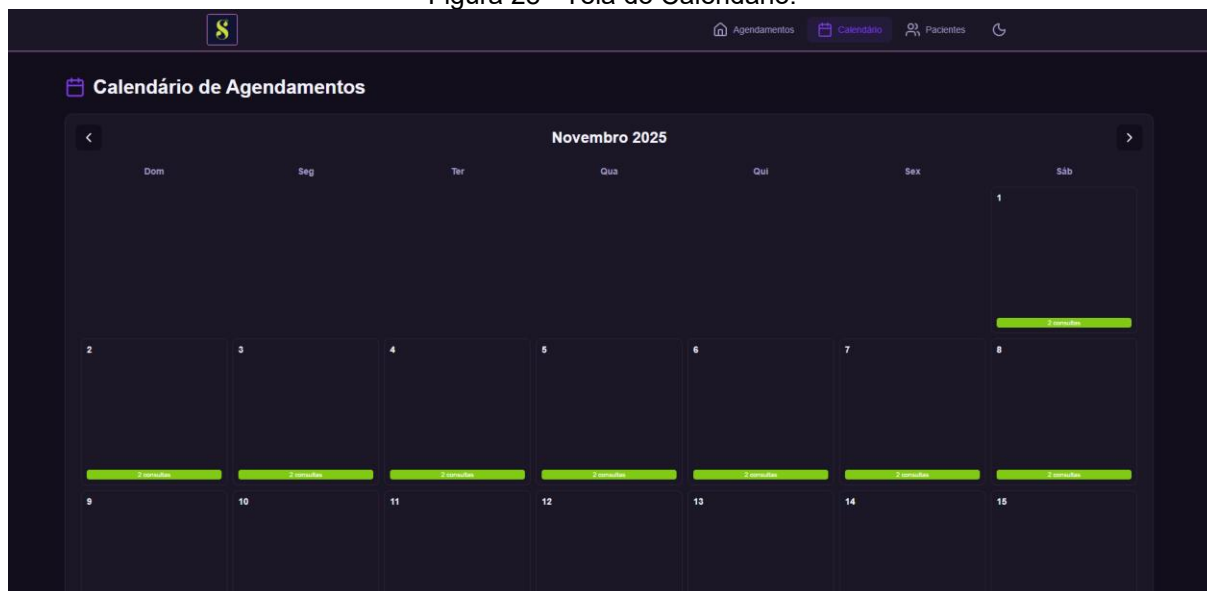 Figura 28 - Tela de Calendário.
S
Agendamentos Calendário Pacientes
Calendário de Agendamentos
Novembro 2025
Dom Seg Ter Qua Qui Sex Sáb
1
2 consultas
2 3 4 5 6 7 8
2 consultas 2 consultas 2 consultas 2 consultas 2 consultas 2 consultas 2 consultas
9 10 11 12 13 14 15